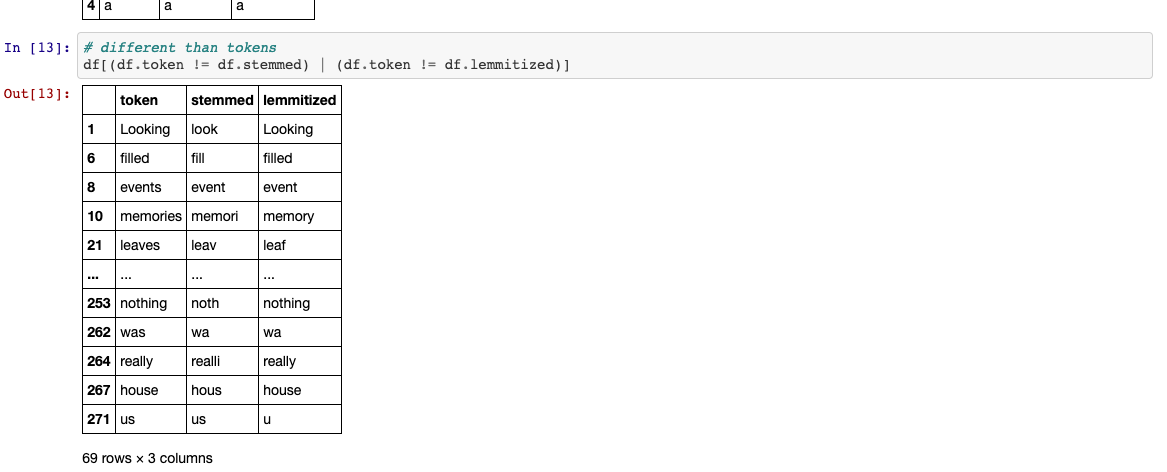 4 a a a
In [13]: # different than tokens
df[(df.token != df.stemmed) | (df.token != df.lemmitized)]
Out[13]:
token stemmed lemmitized
1 Looking look Looking
6 filled fill filled
8 events event event
10 memories memori memory
21 leaves leav leaf
... ... ... ...
253 nothing noth nothing
262 was wa wa
264 really realli really
267 house hous house
271 us us u
69 rows × 3 columns